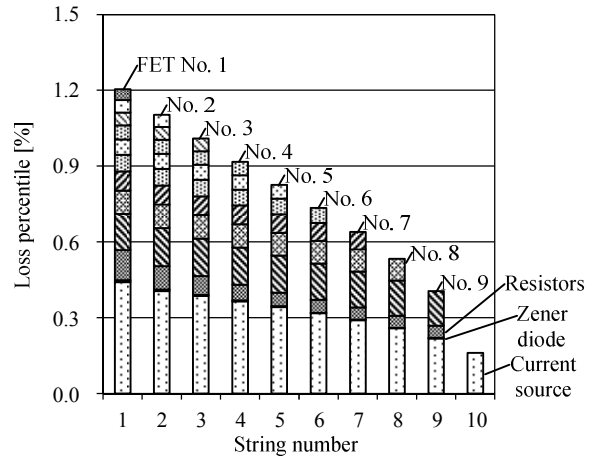 1.5
1.2
0.9
0.6
0.3
0.0
Loss percentile [%]
FET No. 1
No. 2
No. 3
No. 4
No. 5
No. 6
No. 7
No. 8
No. 9
Resistors
Zener
diode
Current
source
1 2 3 4 5 6 7 8 9 10
String number